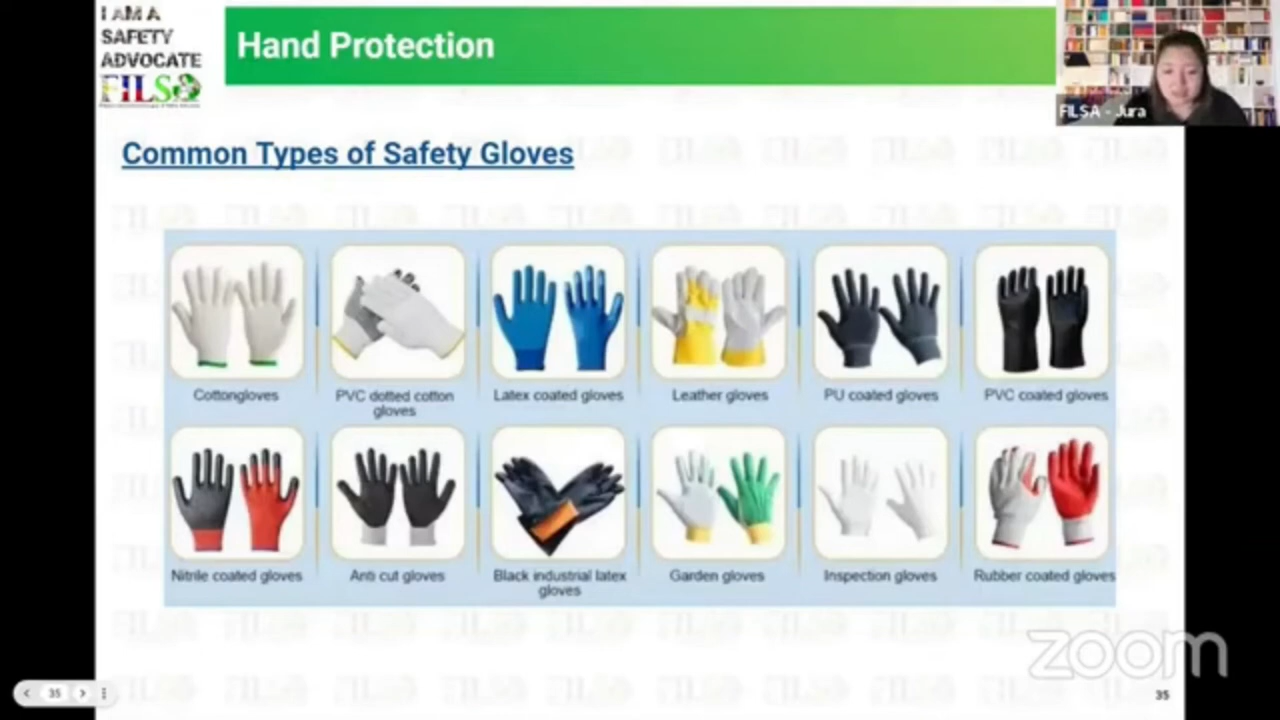 I AM A
SAFETY
ADVOCATE
FILSA
Hand Protection
FILSA - Jura
Common Types of Safety Gloves
Cottongloves
PVC dotted cotton
gloves
Latex coated gloves
Leather gloves
PU coated gloves
PVC coated gloves
Nitrile coated gloves
Anti cut gloves
Black industrial latex
gloves
Garden gloves
Inspection gloves
Rubber coated gloves
zoom
35
35